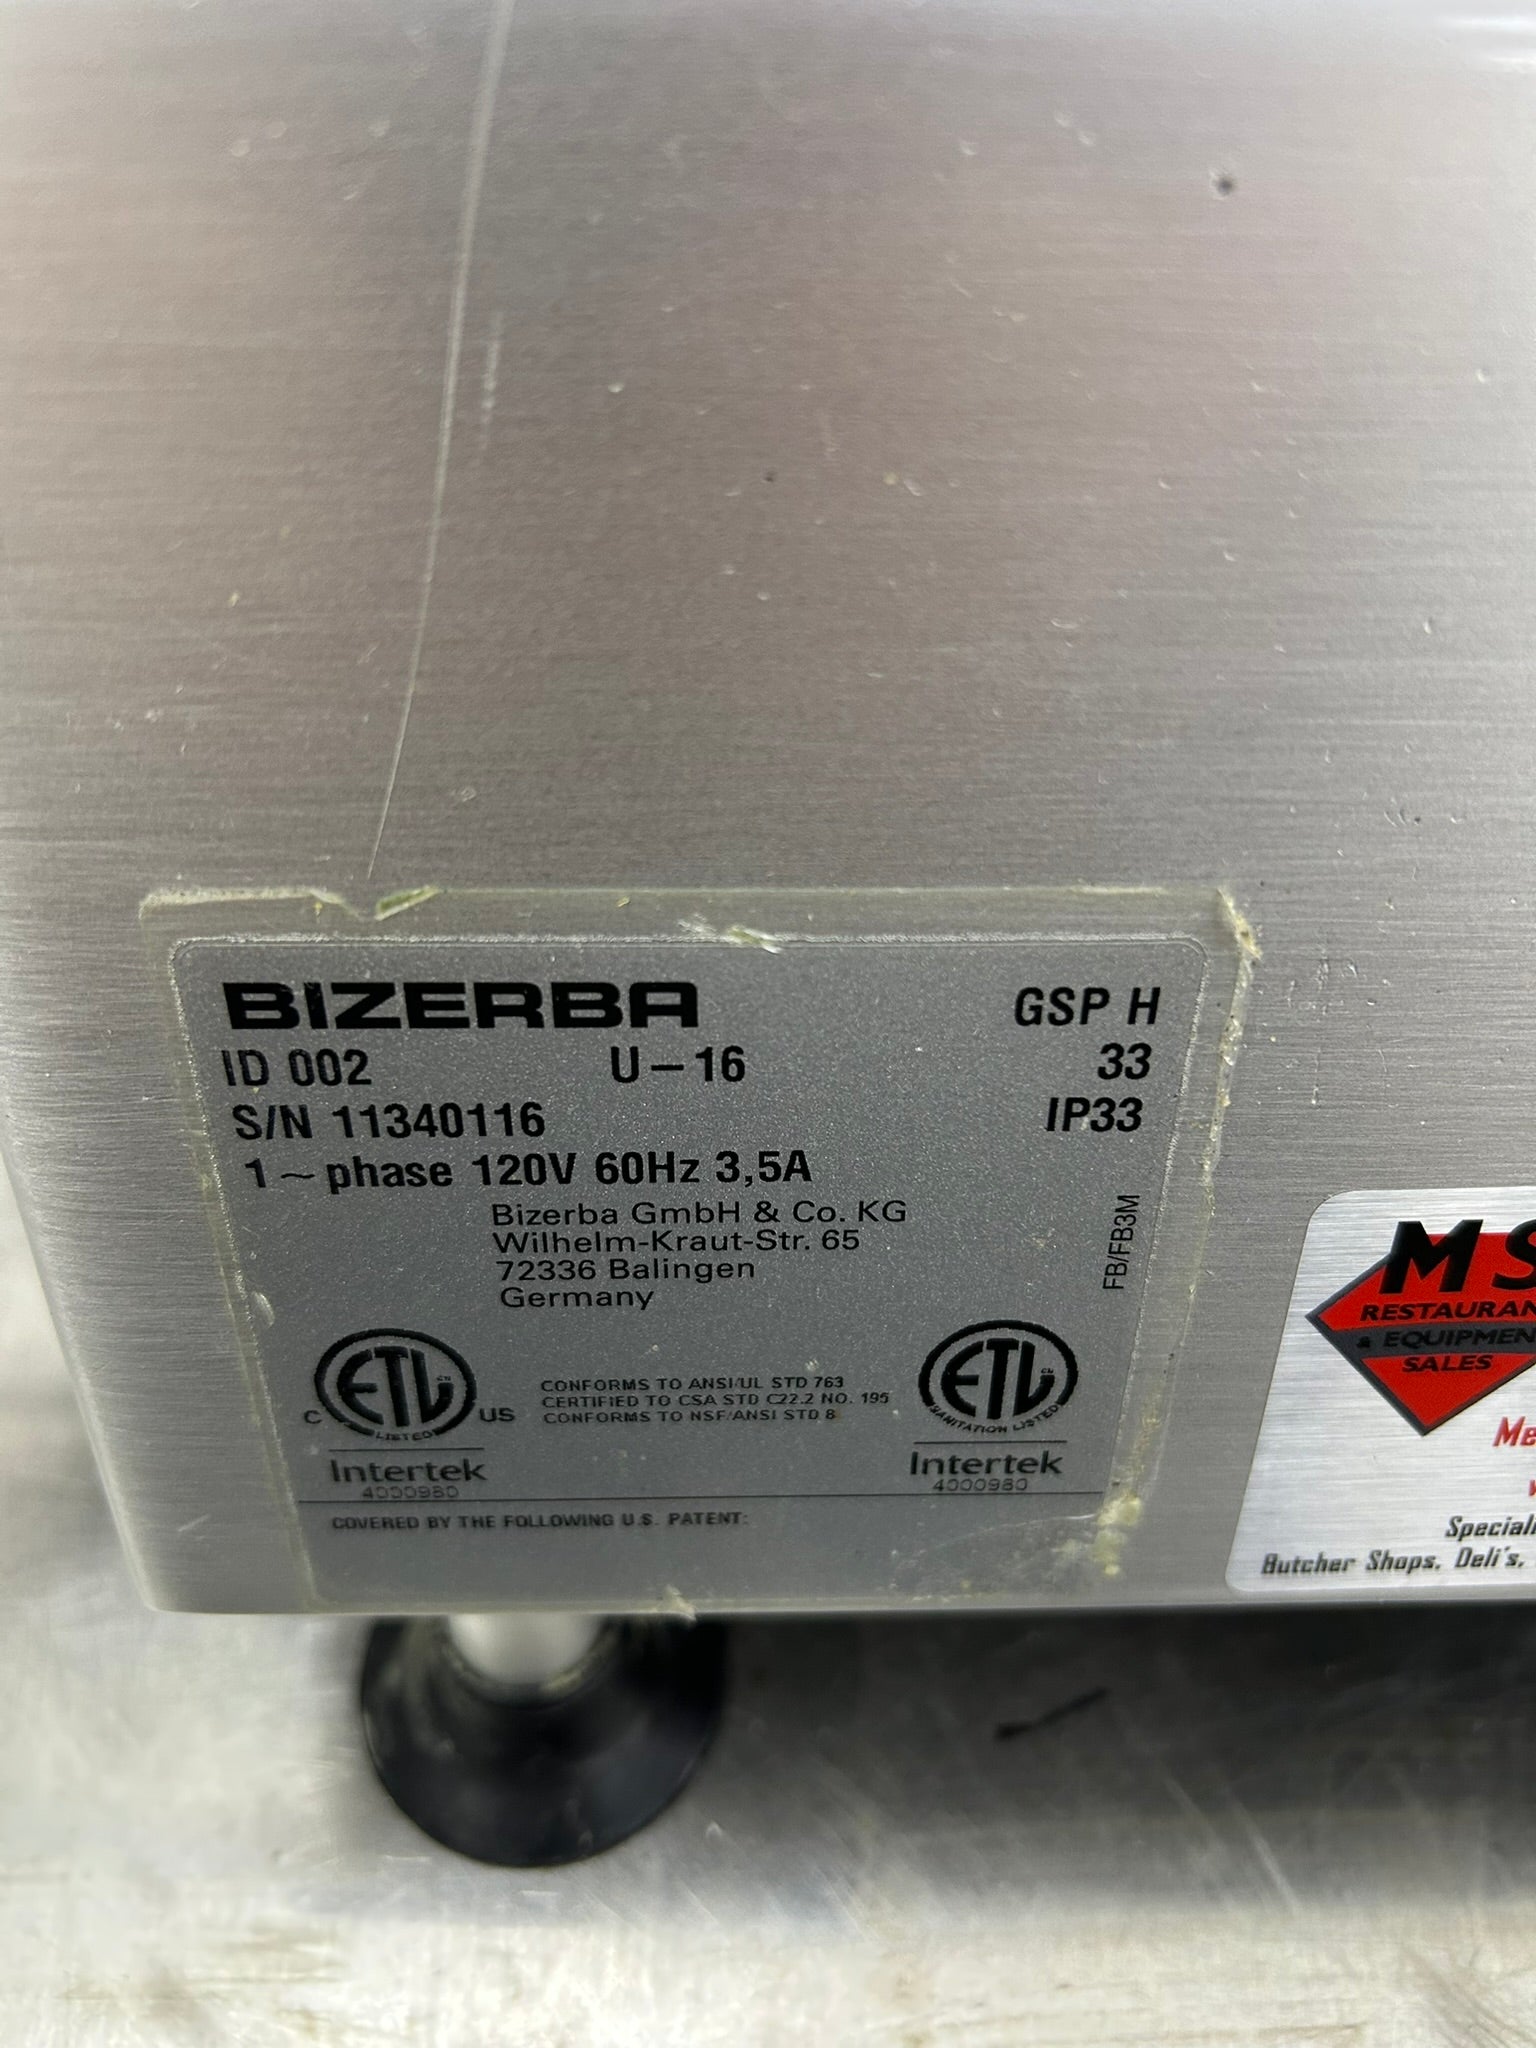 BIZERBA GSP H
ID 002 U-16 33
S/N 11340116 IP33
1~phase 120V 60Hz 3,5A
Bizerba GmbH & Co. KG
Wilhelm-Kraut-Str. 65
72336 Balingen
Germany
FB/FB3M
ETL
LISTED
C US
Intertek
4000980
CONFORMS TO ANSI/UL STD 763
CERTIFIED TO CSA STD C22.2 NO. 195
CONFORMS TO NSF/ANSI STD 8
ETL
SANITATION LISTED
Intertek
4000980
COVERED BY THE FOLLOWING U.S. PATENT:
MS
RESTAURAN
& EQUIPMEN
SALES
Me
Speciali
Butcher Shops, Deli's,